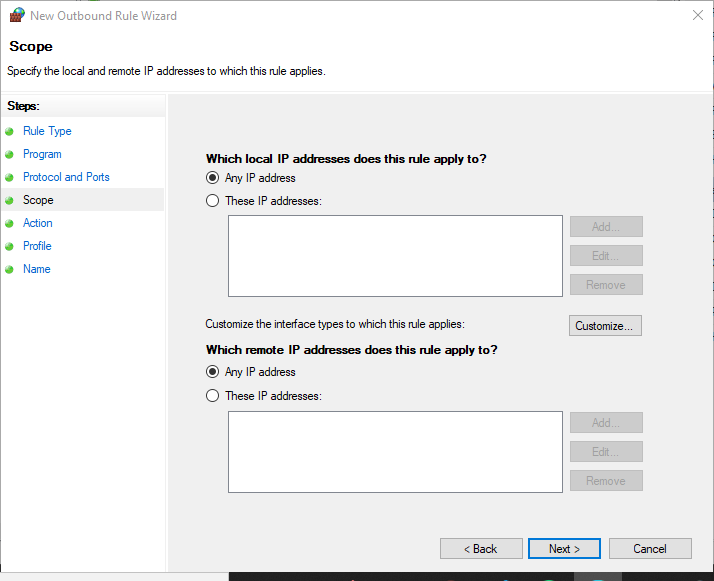 New Outbound Rule Wizard
Scope
Specify the local and remote IP addresses to which this rule applies.
Steps:
Rule Type
Program
Protocol and Ports
Scope
Action
Profile
Name
Which local IP addresses does this rule apply to?
Any IP address
These IP addresses:
Add...
Edit...
Remove
Customize the interface types to which this rule applies:
Customize...
Which remote IP addresses does this rule apply to?
Any IP address
These IP addresses:
Add...
Edit...
Remove
< Back
Next >
Cancel